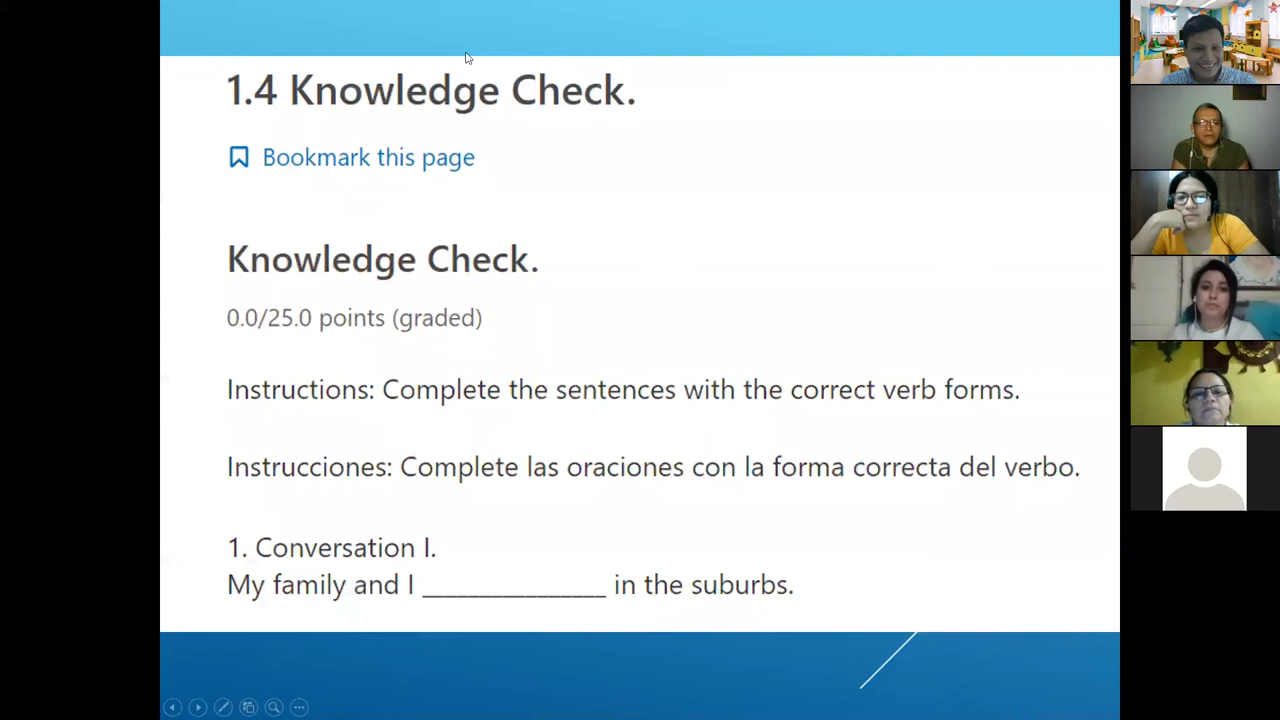 1.4 Knowledge Check.
Bookmark this page
Knowledge Check.
0.0/25.0 points (graded)
Instructions: Complete the sentences with the correct verb forms.
Instrucciones: Complete las oraciones con la forma correcta del verbo.
1. Conversation I.
My family and I _______________ in the suburbs.